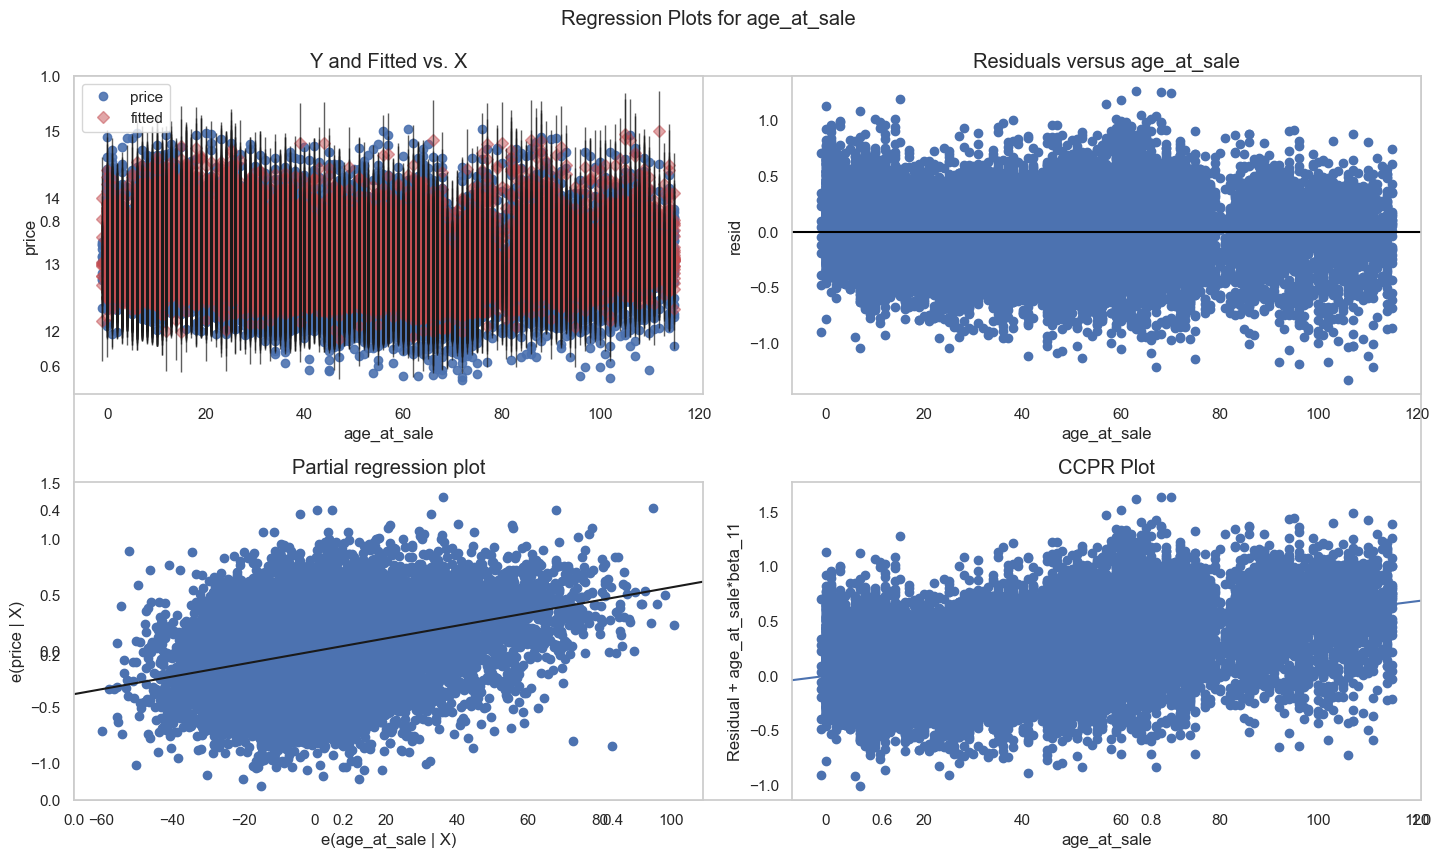 Regression Plots for age_at_sale
Y and Fitted vs. X
Residuals versus age_at_sale
1.0
price
fitted
15
14
0.8
13
12
0.6
price
0 20 40 60 80 100 120
age_at_sale
1.0
0.5
0.0
−0.5
−1.0
resid
0 20 40 60 80 100 120
age_at_sale
Partial regression plot
CCPR Plot
1.5
0.4
1.0
0.5
0.0
0.2
−0.5
−1.0
0.0
e(price | X)
0.0 −60 −40 −20 0 0.2 20 40 60 80 0.4 100
e(age_at_sale | X)
1.5
1.0
0.5
0.0
−0.5
−1.0
Residual + age_at_sale*beta_11
0 0.6 20 40 60 0.8 80 100 120 1.0
age_at_sale